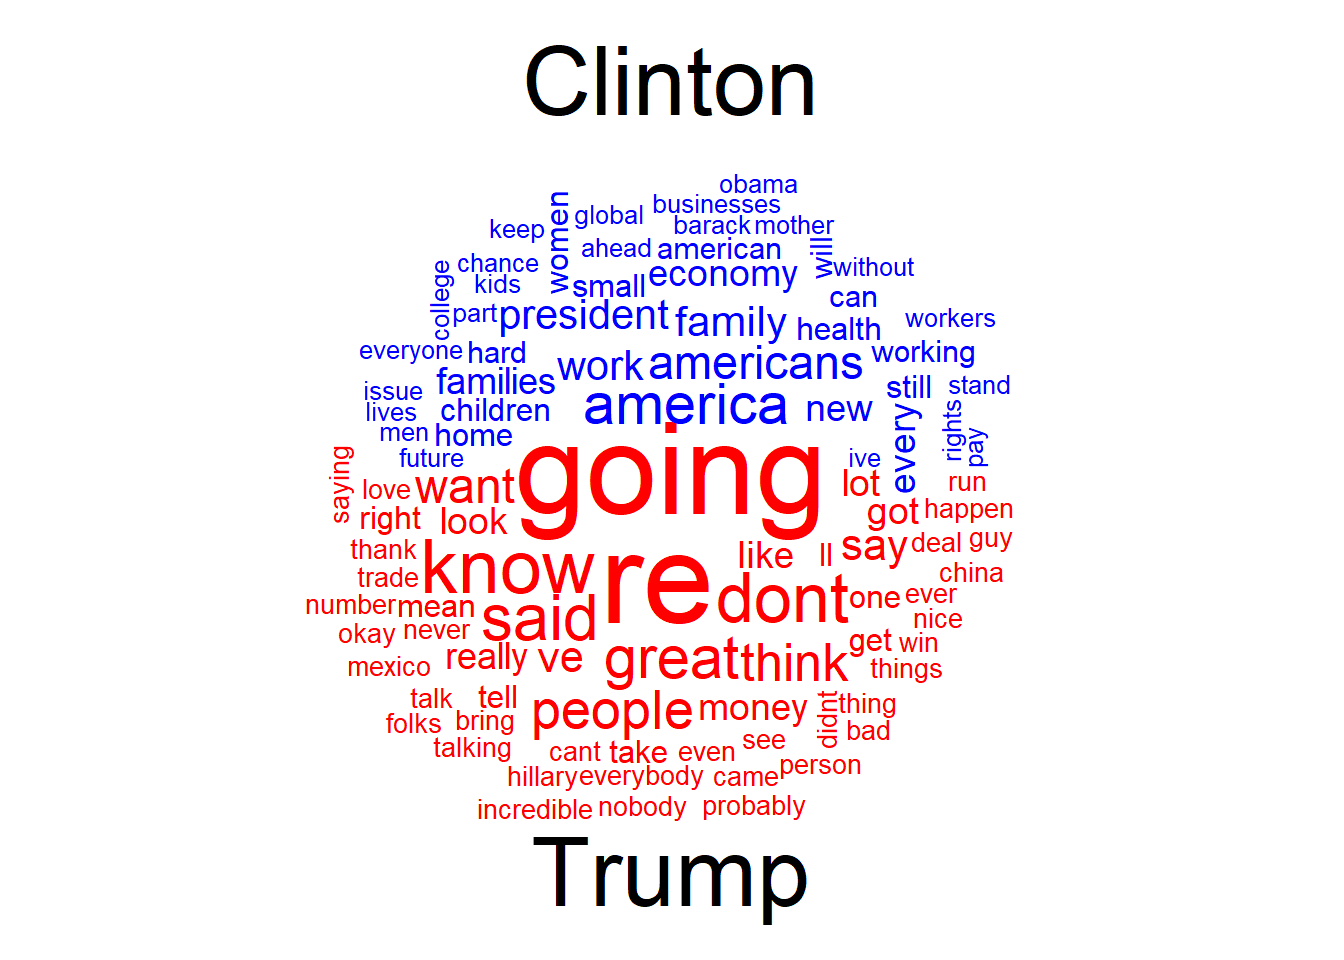 Clinton
obama
businesses
women global barack mother
keep ahead american will
chance economy without
college kids small can
part president family health workers
everyone hard work americans working
issue families america new still stand
lives children every rights
men home going pay
future ive
saying love want lot run
right look got happen
thank know re like ll say deal guy
trade dont china
number mean said one ever
okay never nice
mexico really ve great think get win
things
talk tell people money didnt thing
folks bring bad
talking cant take even see
hillary everybody came person
incredible nobody probably
Trump